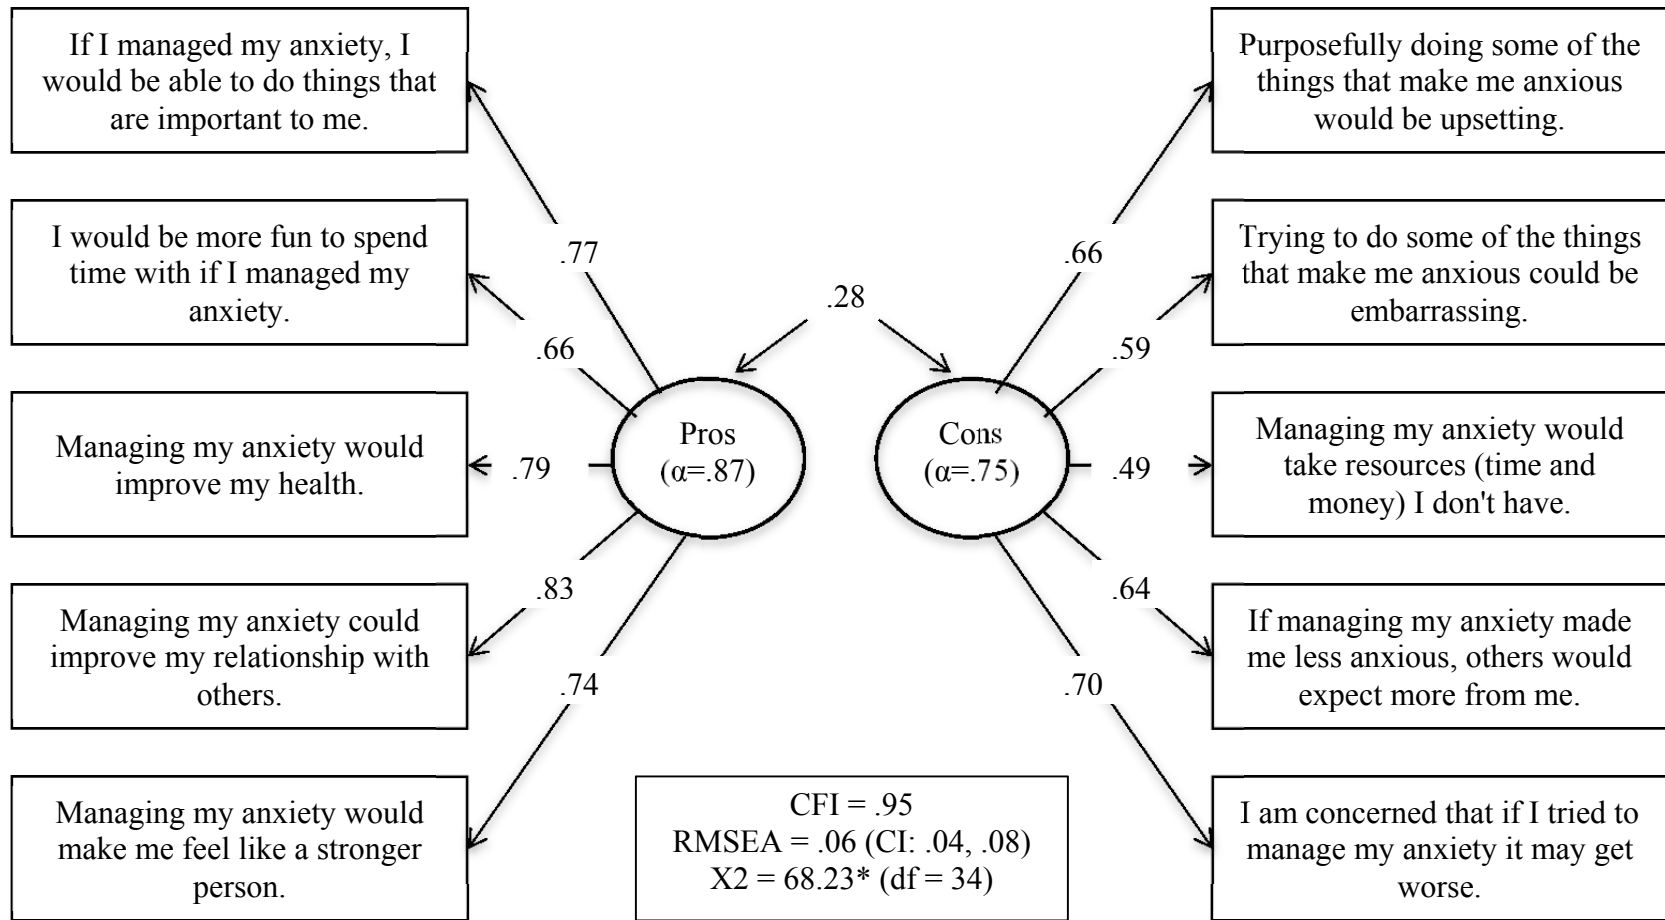 If I managed my anxiety, I
would be able to do things that
are important to me.
I would be more fun to spend
time with if I managed my
anxiety.
Managing my anxiety would
improve my health.
Managing my anxiety could
improve my relationship with
others.
Managing my anxiety would
make me feel like a stronger
person.
.77
.66
.79
.83
.74
Pros
(α=.87)
.28
Cons
(α=.75)
.66
.59
.49
.64
.70
Purposefully doing some of the
things that make me anxious
would be upsetting.
Trying to do some of the things
that make me anxious could be
embarrassing.
Managing my anxiety would
take resources (time and
money) I don't have.
If managing my anxiety made
me less anxious, others would
expect more from me.
I am concerned that if I tried to
manage my anxiety it may get
worse.
CFI = .95
RMSEA = .06 (CI: .04, .08)
X2 = 68.23* (df = 34)